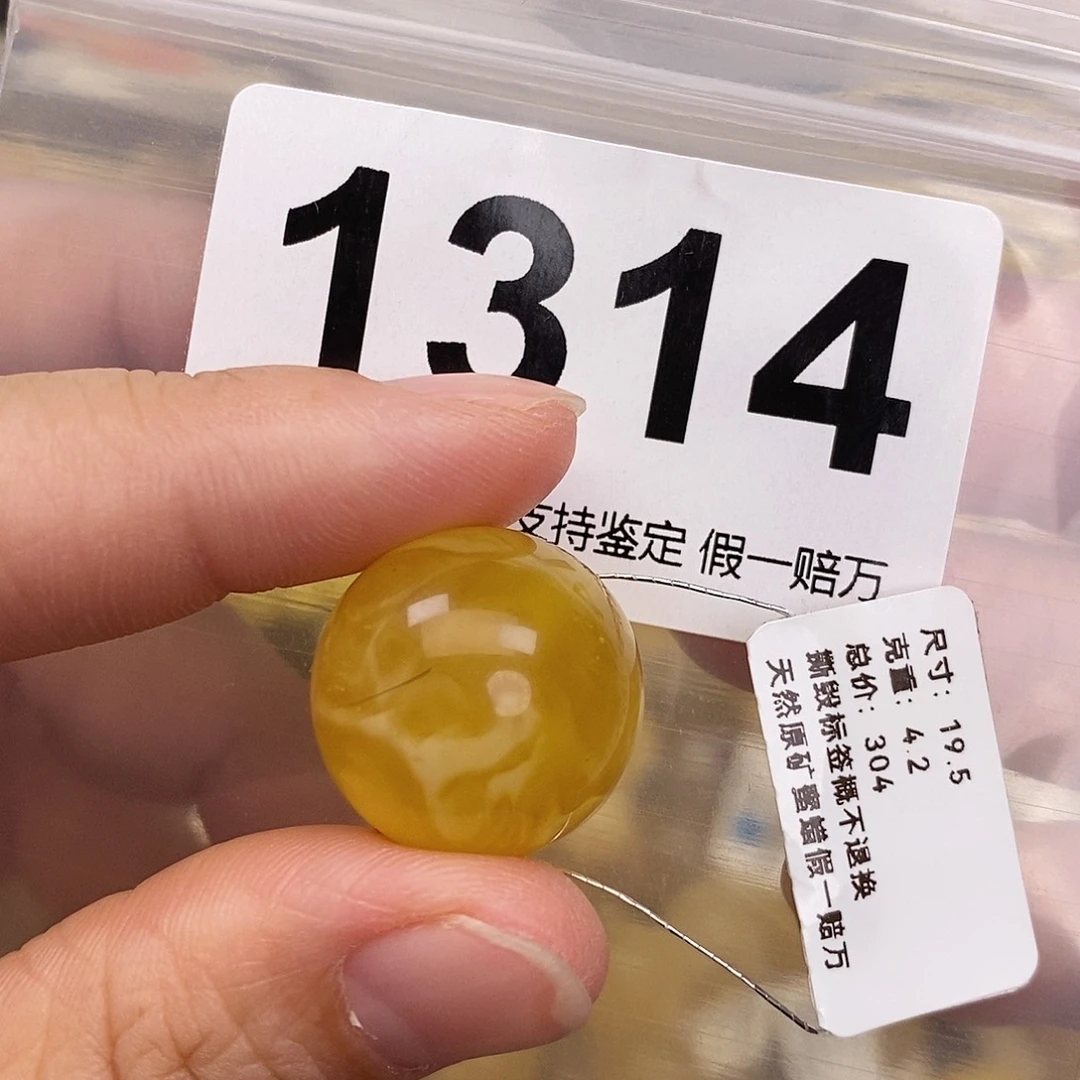 1314
支持鉴定 假一赔万
尺寸: 19.5
克重: 4.2
总价: 304
撕毁标签概不退换
天然原矿蜜蜡假一赔万